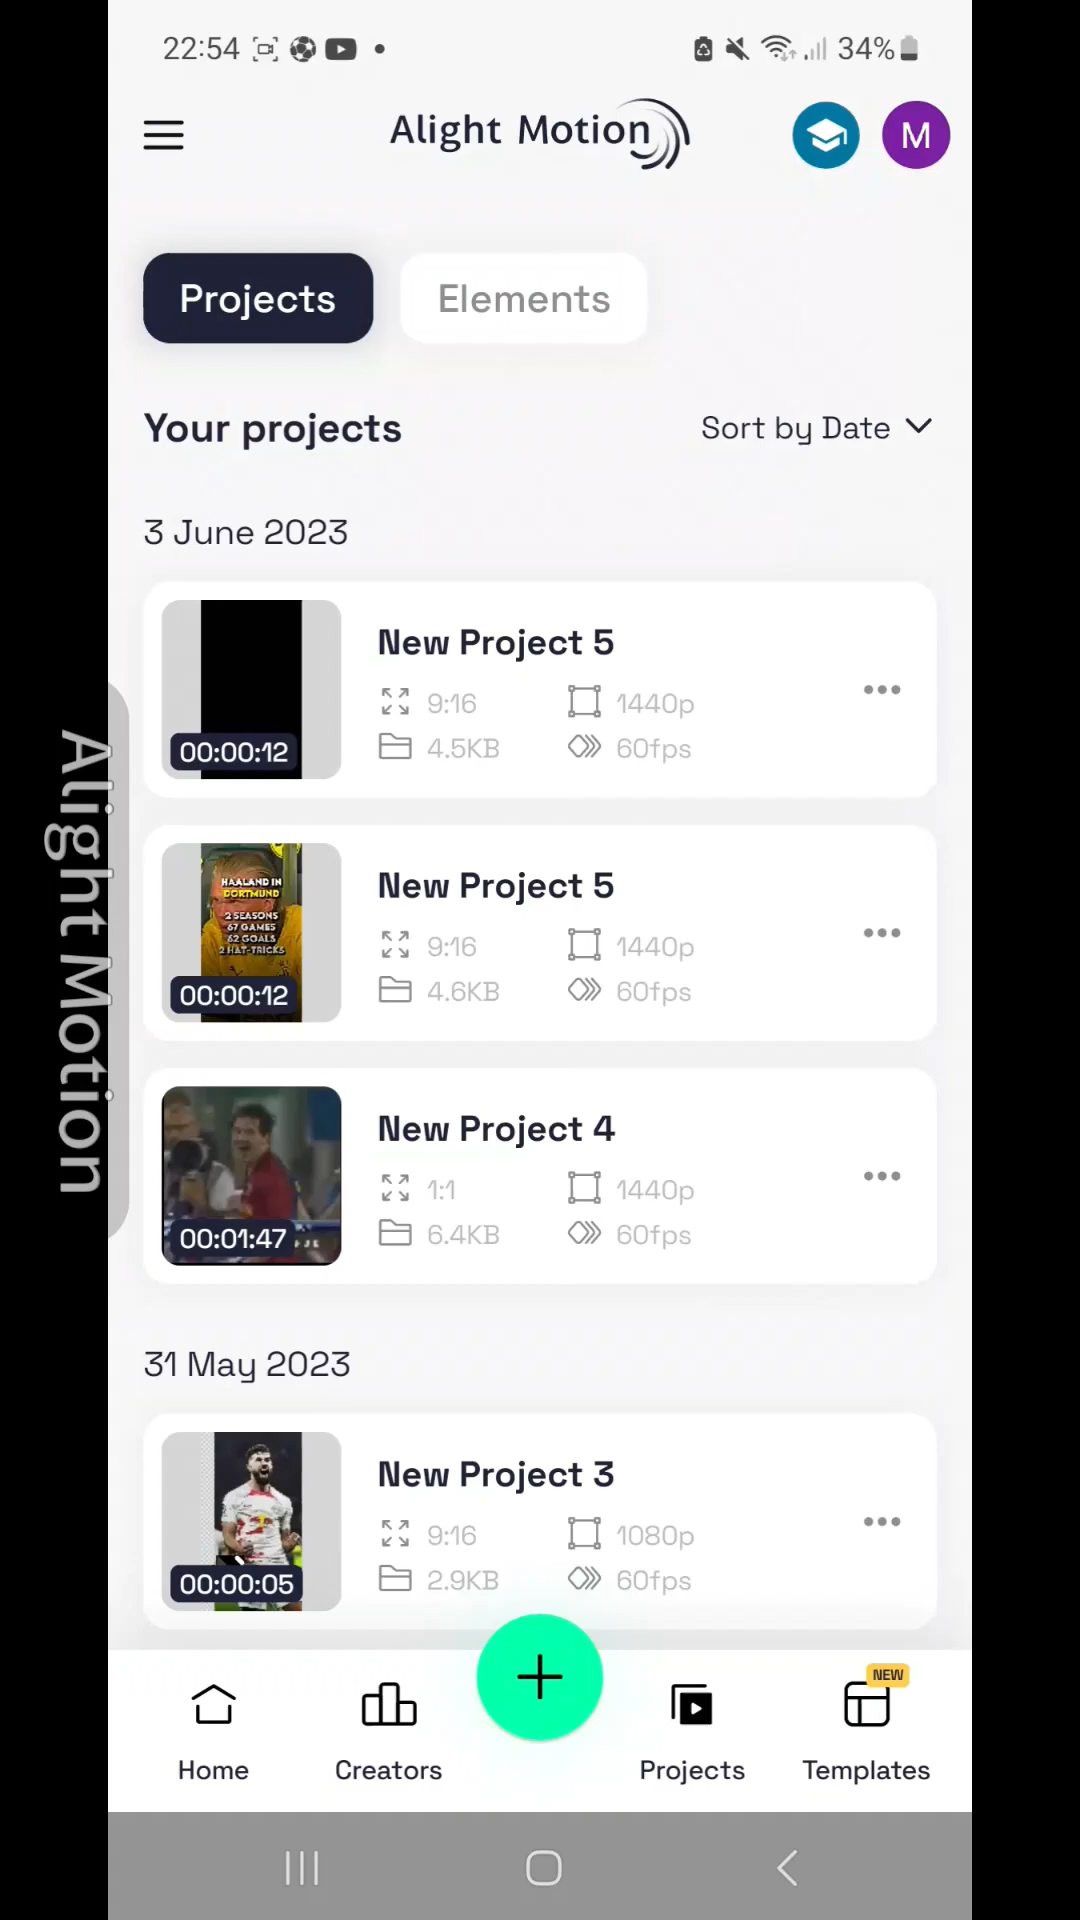 22:54
34%
Alight Motion
M
Projects
Elements
Your projects
Sort by Date
3 June 2023
New Project 5
9:16
1440p
4.5KB
60fps
00:00:12
HAALAND IN
DORTMUND
2 SEASONS
67 GAMES
62 GOALS
2 HAT-TRICKS
New Project 5
9:16
1440p
4.6KB
60fps
00:00:12
New Project 4
1:1
1440p
6.4KB
60fps
00:01:47
31 May 2023
New Project 3
9:16
1080p
2.9KB
60fps
00:00:05
Home
Creators
Projects
NEW
Templates
Alight Motion